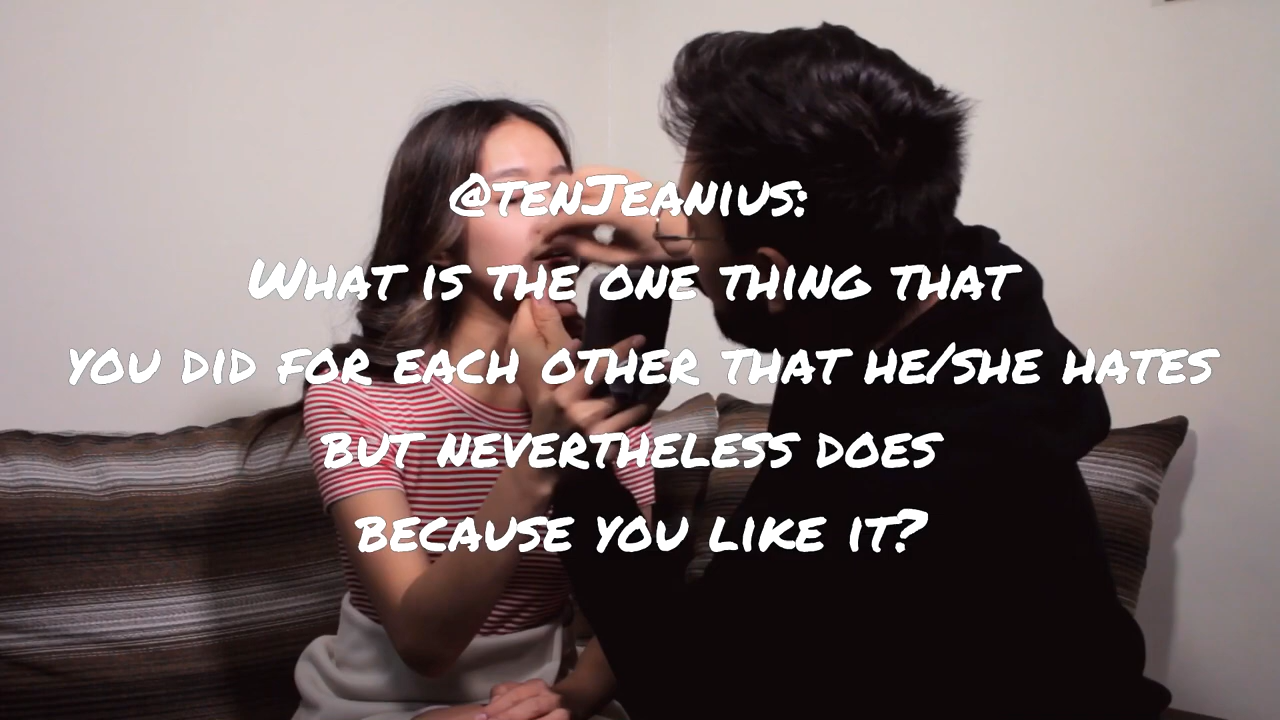 @tenJeanius:
What is the one thing that
you did for each other that he/she hates
but nevertheless does
because you like it?